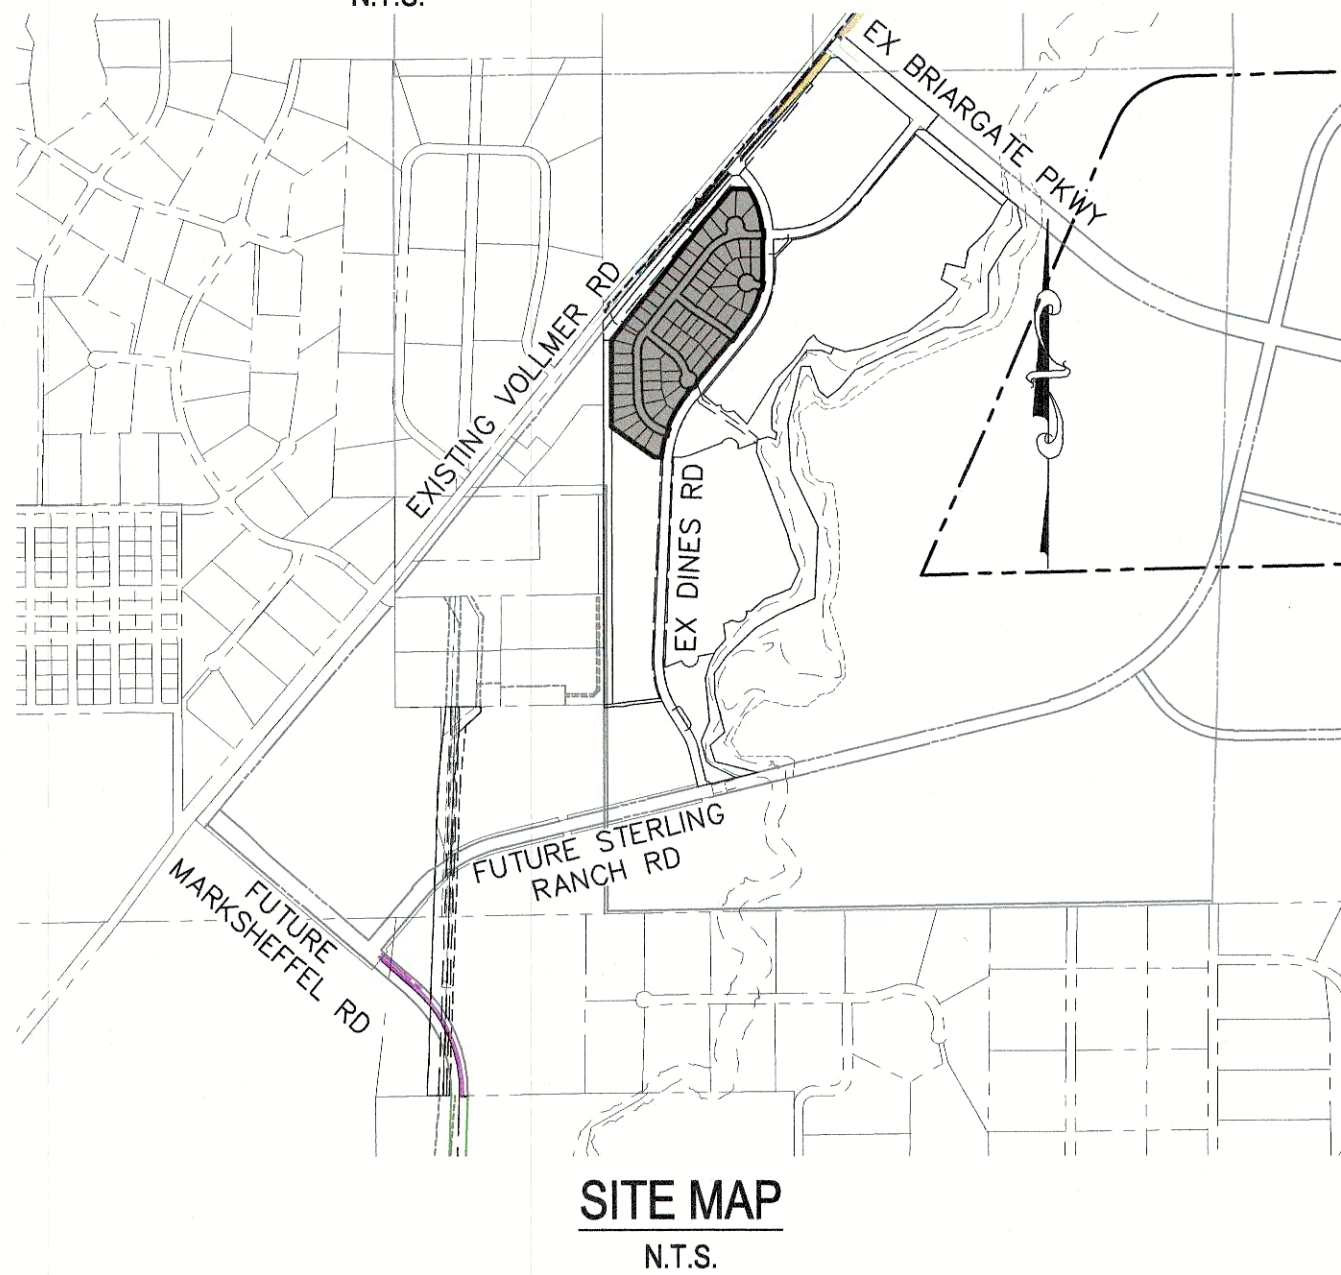 N.T.S.
EX BRIARGATE PKWY
EXISTING VOLLMER RD
EX DINES RD
FUTURE STERLING
RANCH RD
FUTURE
MARKSHEFFEL RD
SITE MAP
N.T.S.